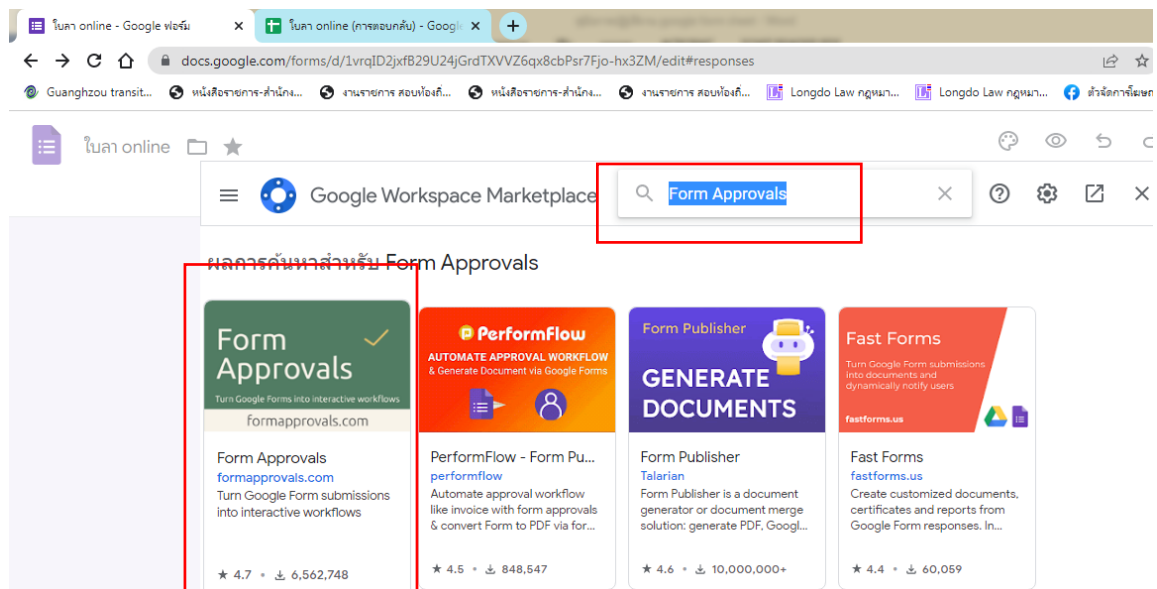 ใบลา online - Google ฟอร์ม
ใบลา online (การตอบกลับ) - Google
docs.google.com/forms/d/1vrqID2jxfB29U24jGrdTXVVZ6qx8cbPsr7Fjo-hx3ZM/edit#responses
Guanghzou transit...
หนังสือราชการ-สำนักง...
งานราชการ สอบท้องถิ่...
หนังสือราชการ-สำนักง...
งานราชการ สอบท้องถิ่...
Longdo Law กฎหมา...
Longdo Law กฎหมา...
ตัวจัดการโฆษณ
ใบลา online
Google Workspace Marketplace
Form Approvals
ผลการค้นหาสำหรับ Form Approvals
Form
Approvals
Turn Google Forms into interactive workflows
formapprovals.com
Form Approvals
formapprovals.com
Turn Google Form submissions
into interactive workflows
★ 4.7 • 6,562,748
PerformFlow
AUTOMATE APPROVAL WORKFLOW
& Generate Document via Google Forms
PerformFlow - Form Pu...
performflow
Automate approval workflow
like invoice with form approvals
& convert Form to PDF via for...
★ 4.5 • 848,547
Form Publisher
GENERATE
DOCUMENTS
Form Publisher
Talarian
Form Publisher is a document
generator or document merge
solution: generate PDF, Googl...
★ 4.6 • 10,000,000+
Fast Forms
Turn Google Form submissions
into documents and
dynamically notify users
fastforms.us
Fast Forms
fastforms.us
Create customized documents,
certificates and reports from
Google Form responses. In...
★ 4.4 • 60,059